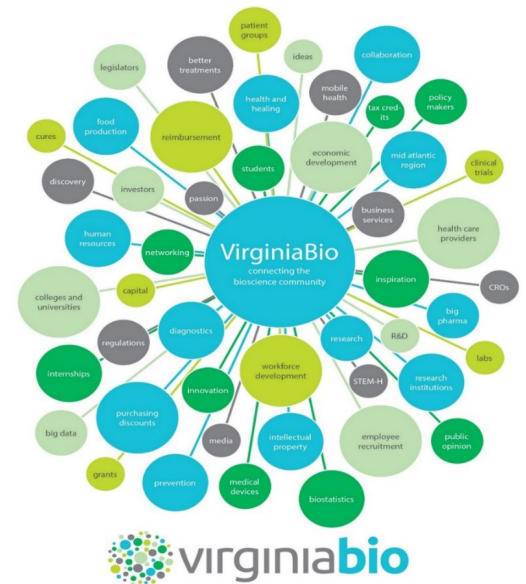 patient
groups
better
treatments
ideas
collaboration
legislators
mobile
health
health and
healing
tax cred-
its
policy
makers
food
production
reimbursement
cures
economic
development
mid atlantic
region
students
clinical
trials
discovery
investors
passion
business
services
health care
providers
human
resources
networking
VirginiaBio
connecting the
bioscience community
inspiration
CROs
colleges and
universities
capital
big
pharma
regulations
diagnostics
research
R&D
labs
internships
workforce
development
STEM-H
research
institutions
innovation
purchasing
discounts
big data
media
intellectual
property
employee
recruitment
public
opinion
grants
prevention
medical
devices
biostatistics
virginiabio